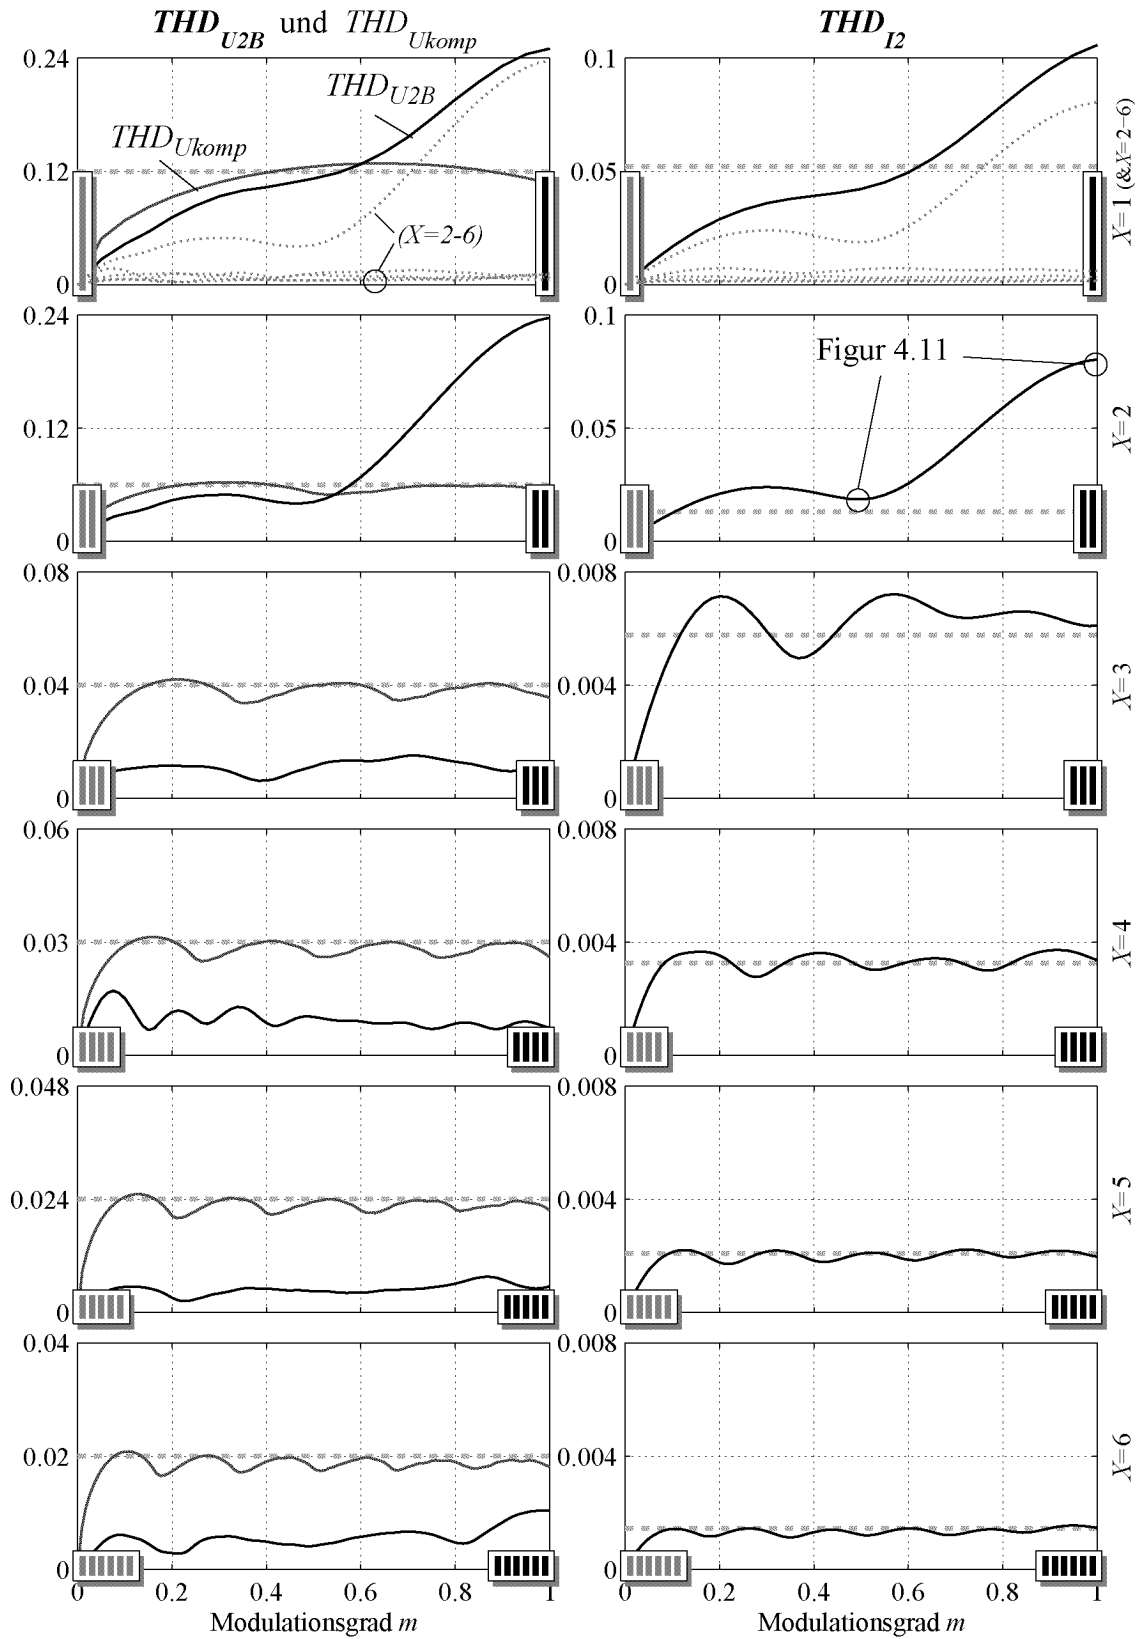 THD_U2B und THD_Ukomp
THD_I2
0.24
THD_U2B
THD_Ukomp
0.12
(X=2-6)
0
0.1
0.05
0
X=1 (&X=2-6)
0.24
0.12
0
0.1
Figur 4.11
0.05
0
X=2
0.08
0.04
0
0.008
0.004
0
X=3
0.06
0.03
0
0.008
0.004
0
X=4
0.048
0.024
0
0.008
0.004
0
X=5
0.04
0.02
0
0.008
0.004
0
X=6
0 0.2 0.4 0.6 0.8 1
Modulationsgrad m
0 0.2 0.4 0.6 0.8 1
Modulationsgrad m